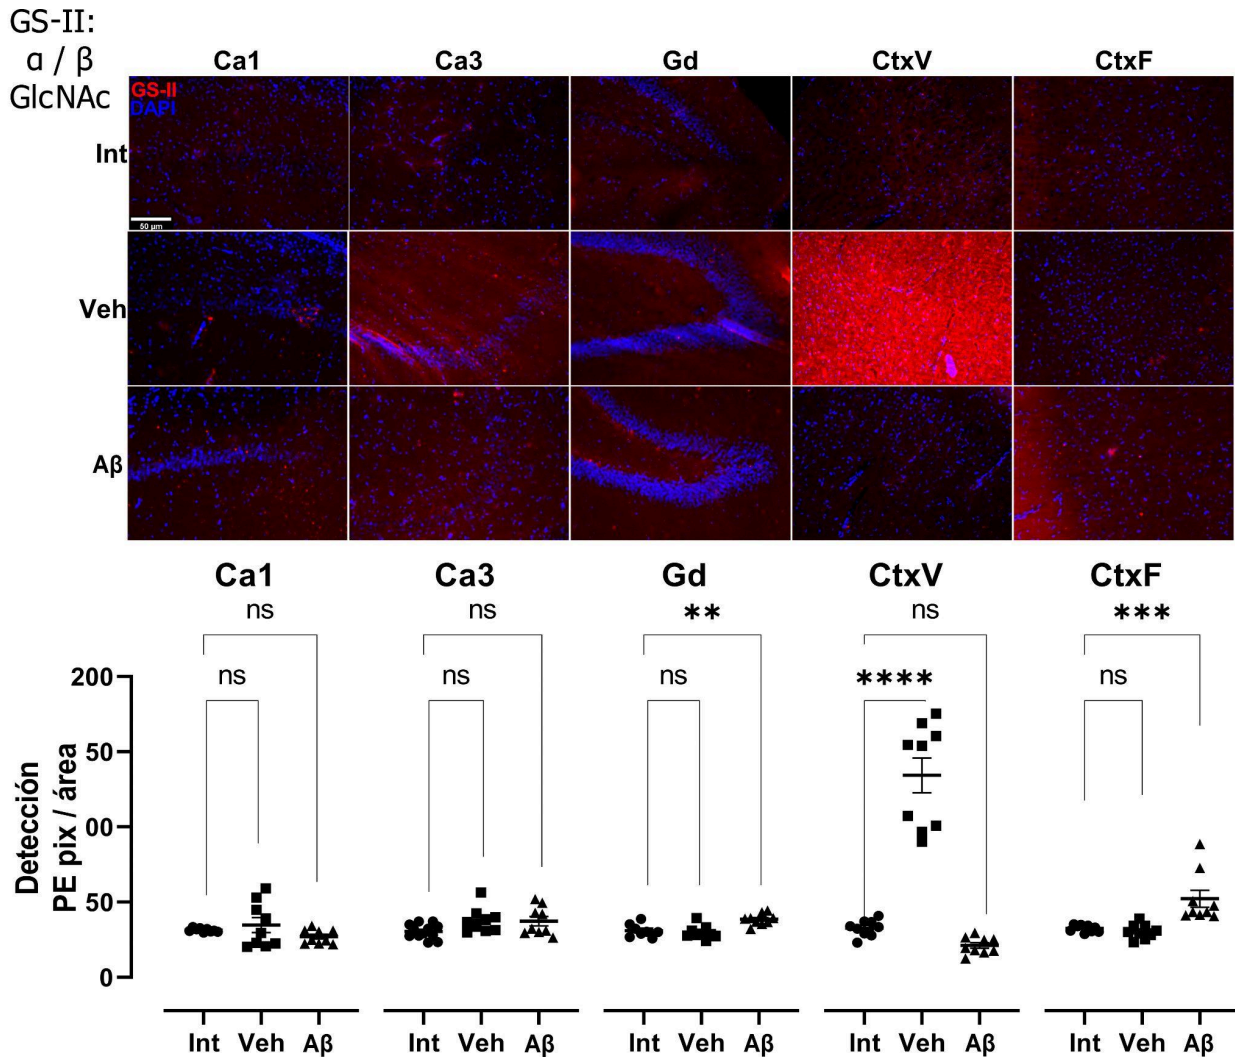 GS-II:
α / β
GlcNAc
Ca1 Ca3 Gd CtxV CtxF
GS-II
DAPI
Int
50 µm
Veh
Aβ
Ca1 Ca3 Gd CtxV CtxF
ns ns ** ns ***
ns ns ns **** ns
Detección
PE pix / área
200
50
00
50
0
Int Veh Aβ Int Veh Aβ Int Veh Aβ Int Veh Aβ Int Veh Aβ